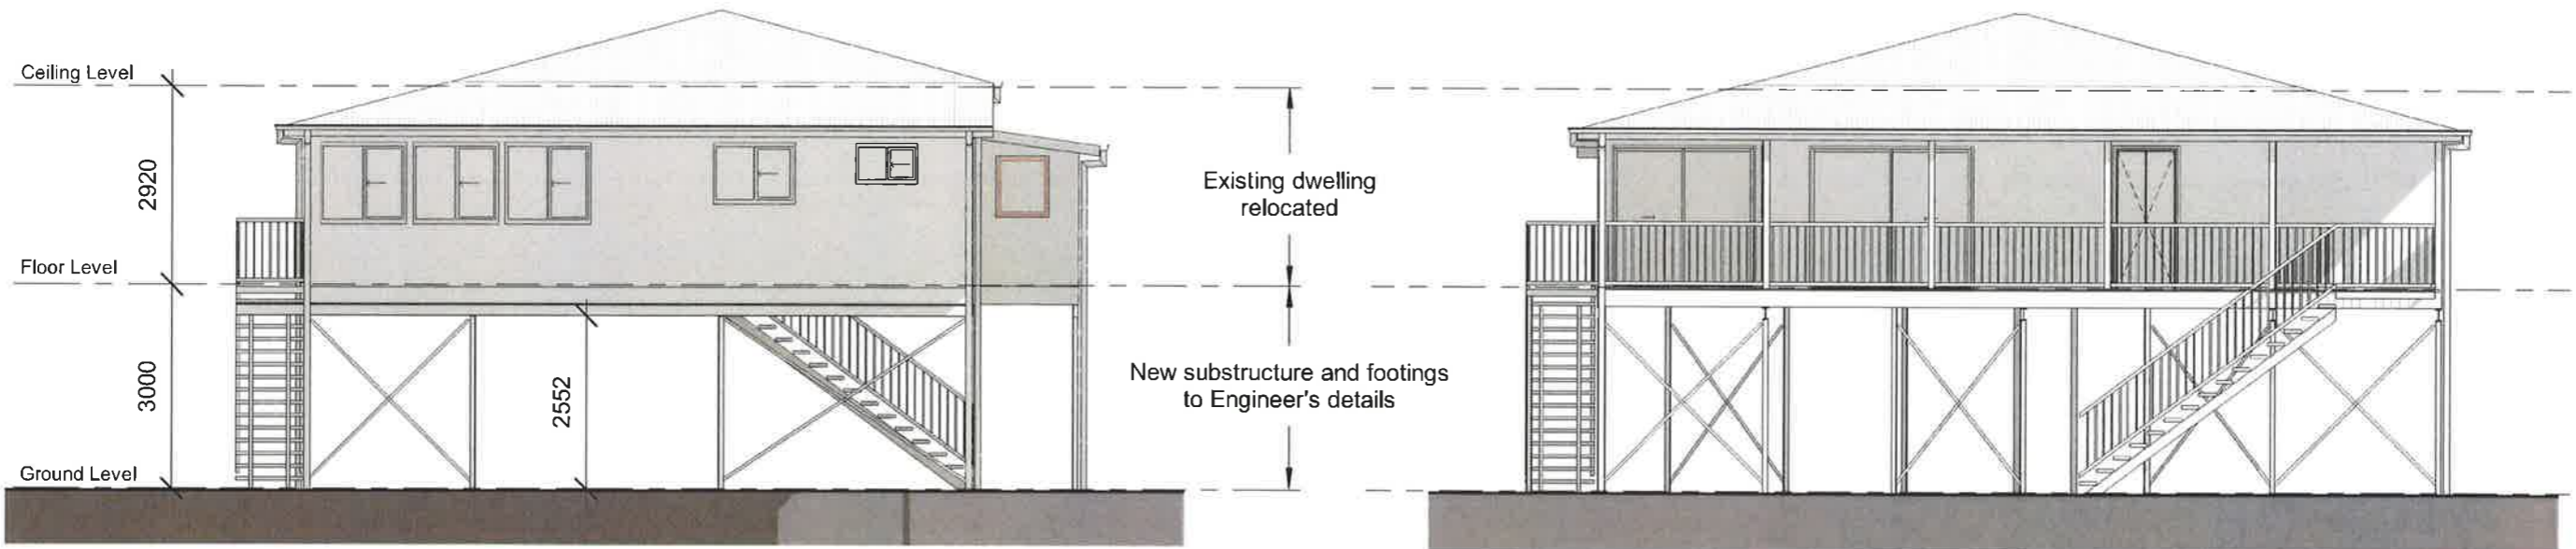 Ceiling Level
2920
Floor Level
3000
2552
Ground Level
Existing dwelling
relocated
New substructure and footings
to Engineer's details